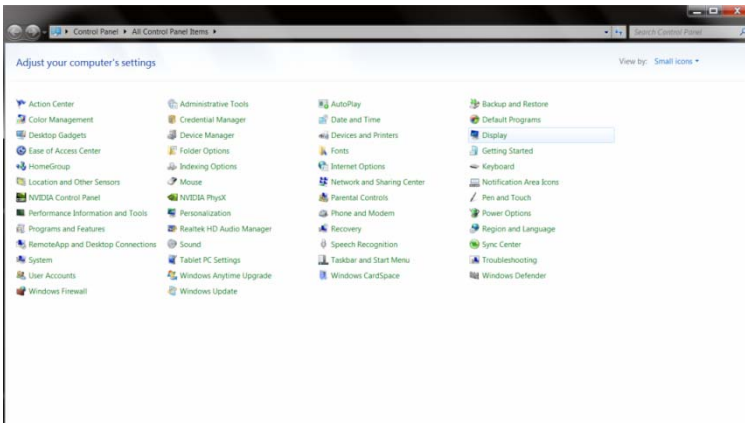 Control Panel ▸ All Control Panel Items ▸ Search Control Panel
Adjust your computer's settings View by: Small icons
Action Center Administrative Tools AutoPlay Backup and Restore
Color Management Credential Manager Date and Time Default Programs
Desktop Gadgets Device Manager Devices and Printers Display
Ease of Access Center Folder Options Fonts Getting Started
HomeGroup Indexing Options Internet Options Keyboard
Location and Other Sensors Mouse Network and Sharing Center Notification Area Icons
NVIDIA Control Panel NVIDIA PhysX Parental Controls Pen and Touch
Performance Information and Tools Personalization Phone and Modem Power Options
Programs and Features Realtek HD Audio Manager Recovery Region and Language
RemoteApp and Desktop Connections Sound Speech Recognition Sync Center
System Tablet PC Settings Taskbar and Start Menu Troubleshooting
User Accounts Windows Anytime Upgrade Windows CardSpace Windows Defender
Windows Firewall Windows Update